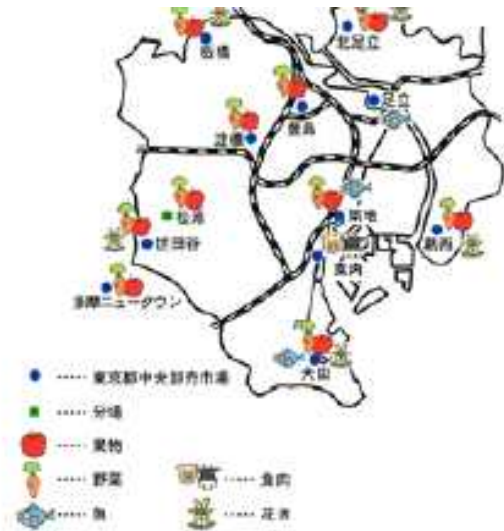 板橋
北足立
豊島
足立
淀橋
築地
松原
葛西
世田谷
食肉
多摩ニュータウン
大田
東京都中央卸売市場
分場
果物
野菜
魚
食肉
花き